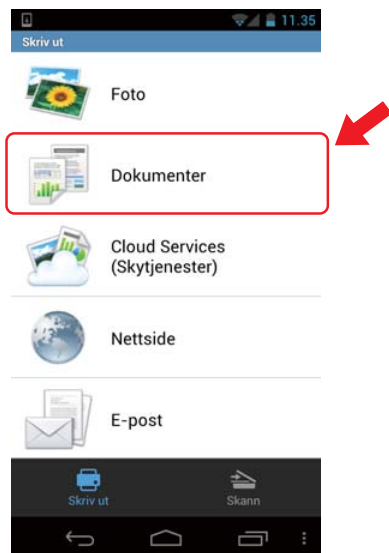 11.35
Skriv ut
Foto
Dokumenter
Cloud Services
(Skytjenester)
Nettside
E-post
Skriv ut
Skann